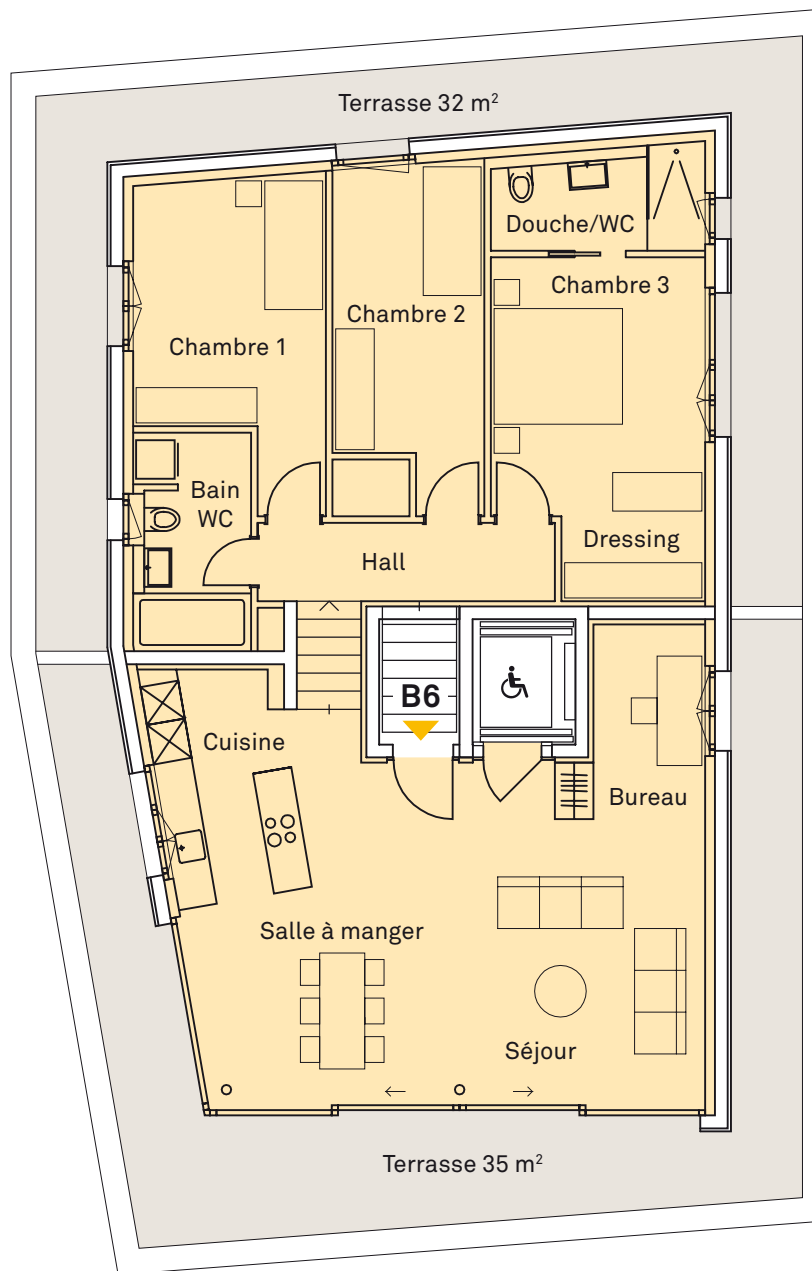 Terrasse 32 m²
Douche/WC
Chambre 3
Chambre 2
Chambre 1
Bain
WC
Dressing
Hall
B6
Cuisine
Bureau
Salle à manger
Séjour
Terrasse 35 m²